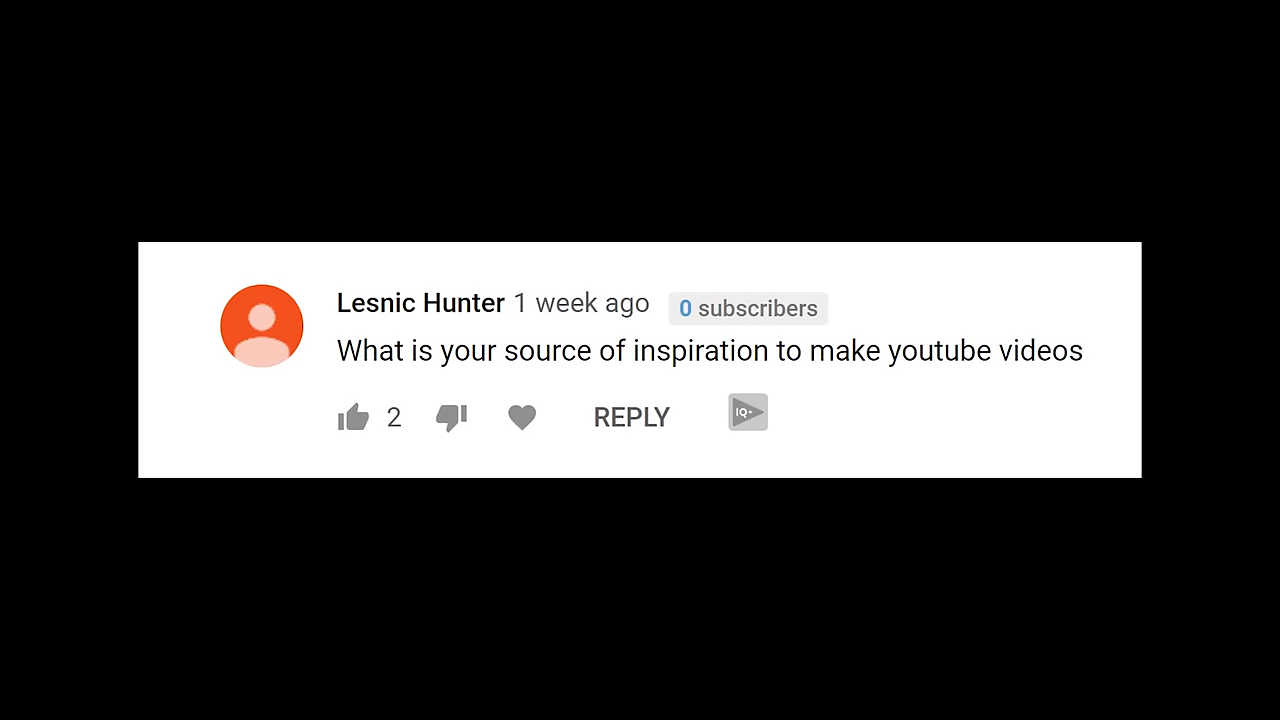 Lesnic Hunter 1 week ago 0 subscribers
What is your source of inspiration to make youtube videos
2 REPLY IQ